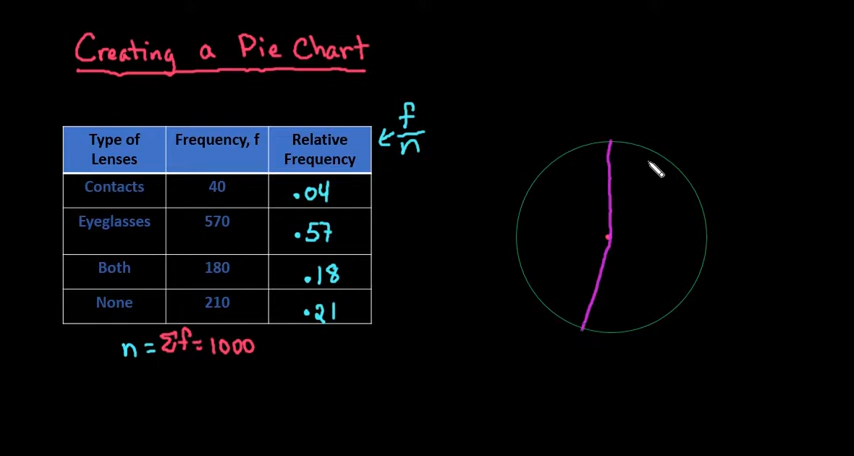 Creating a Pie Chart
f/n
Type of Lenses Frequency, f Relative Frequency
Contacts 40 .04
Eyeglasses 570 .57
Both 180 .18
None 210 .21
n = Σf = 1000